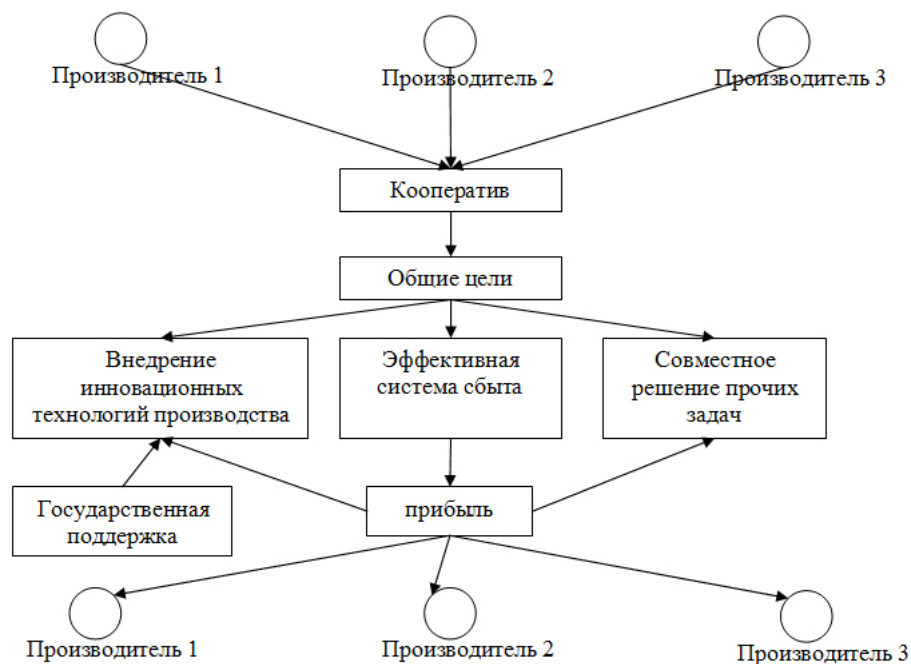 Производитель 1
Производитель 2
Производитель 3
Кооператив
Общие цели
Внедрение
инновационных
технологий производства
Эффективная
система сбыта
Совместное
решение прочих
задач
Государственная
поддержка
прибыль
Производитель 1
Производитель 2
Производитель 3